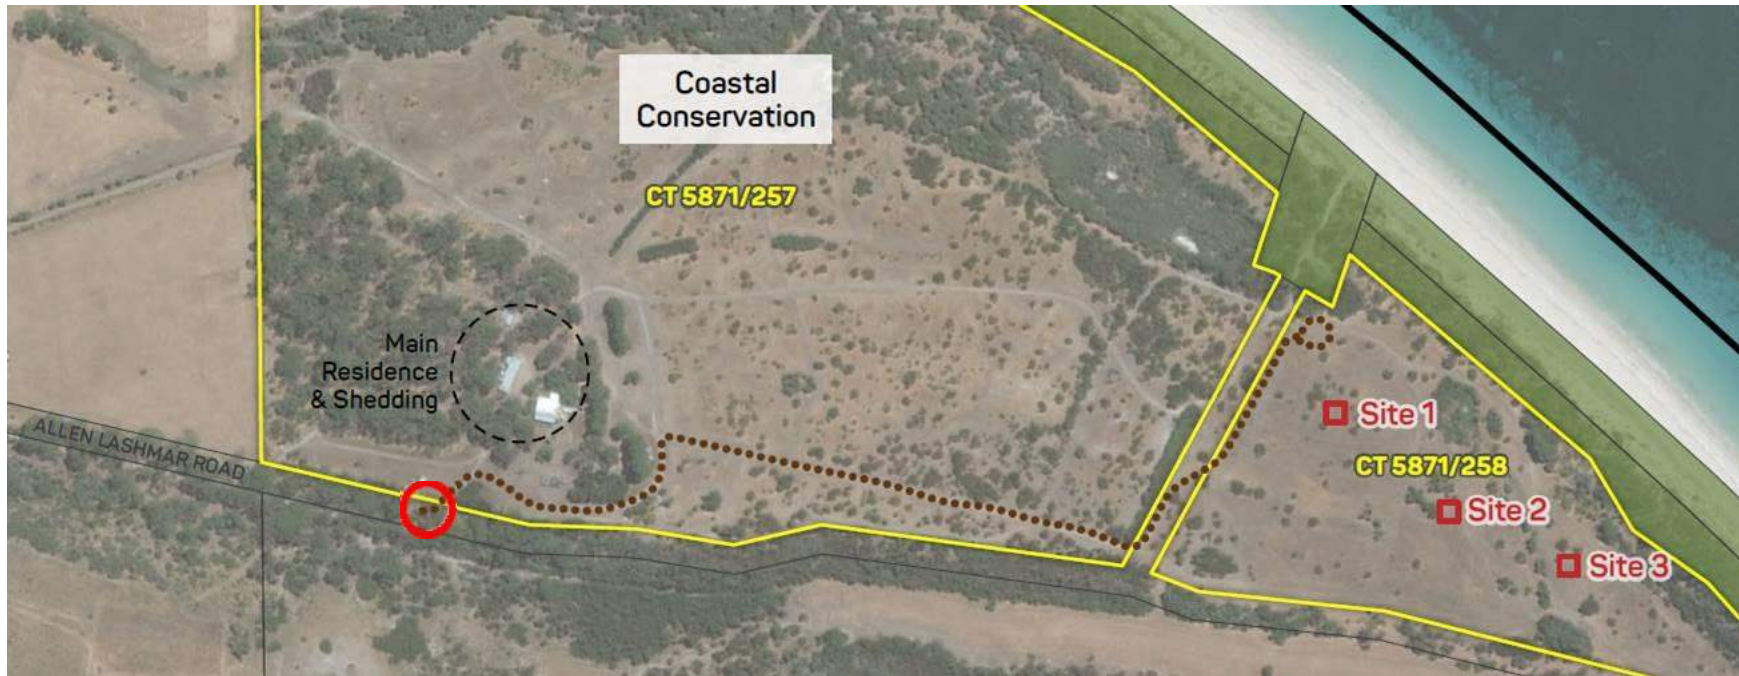 Coastal
Conservation
CT 5871/257
Main
Residence
& Shedding
ALLEN LASHMAR ROAD
Site 1
CT 5871/258
Site 2
Site 3